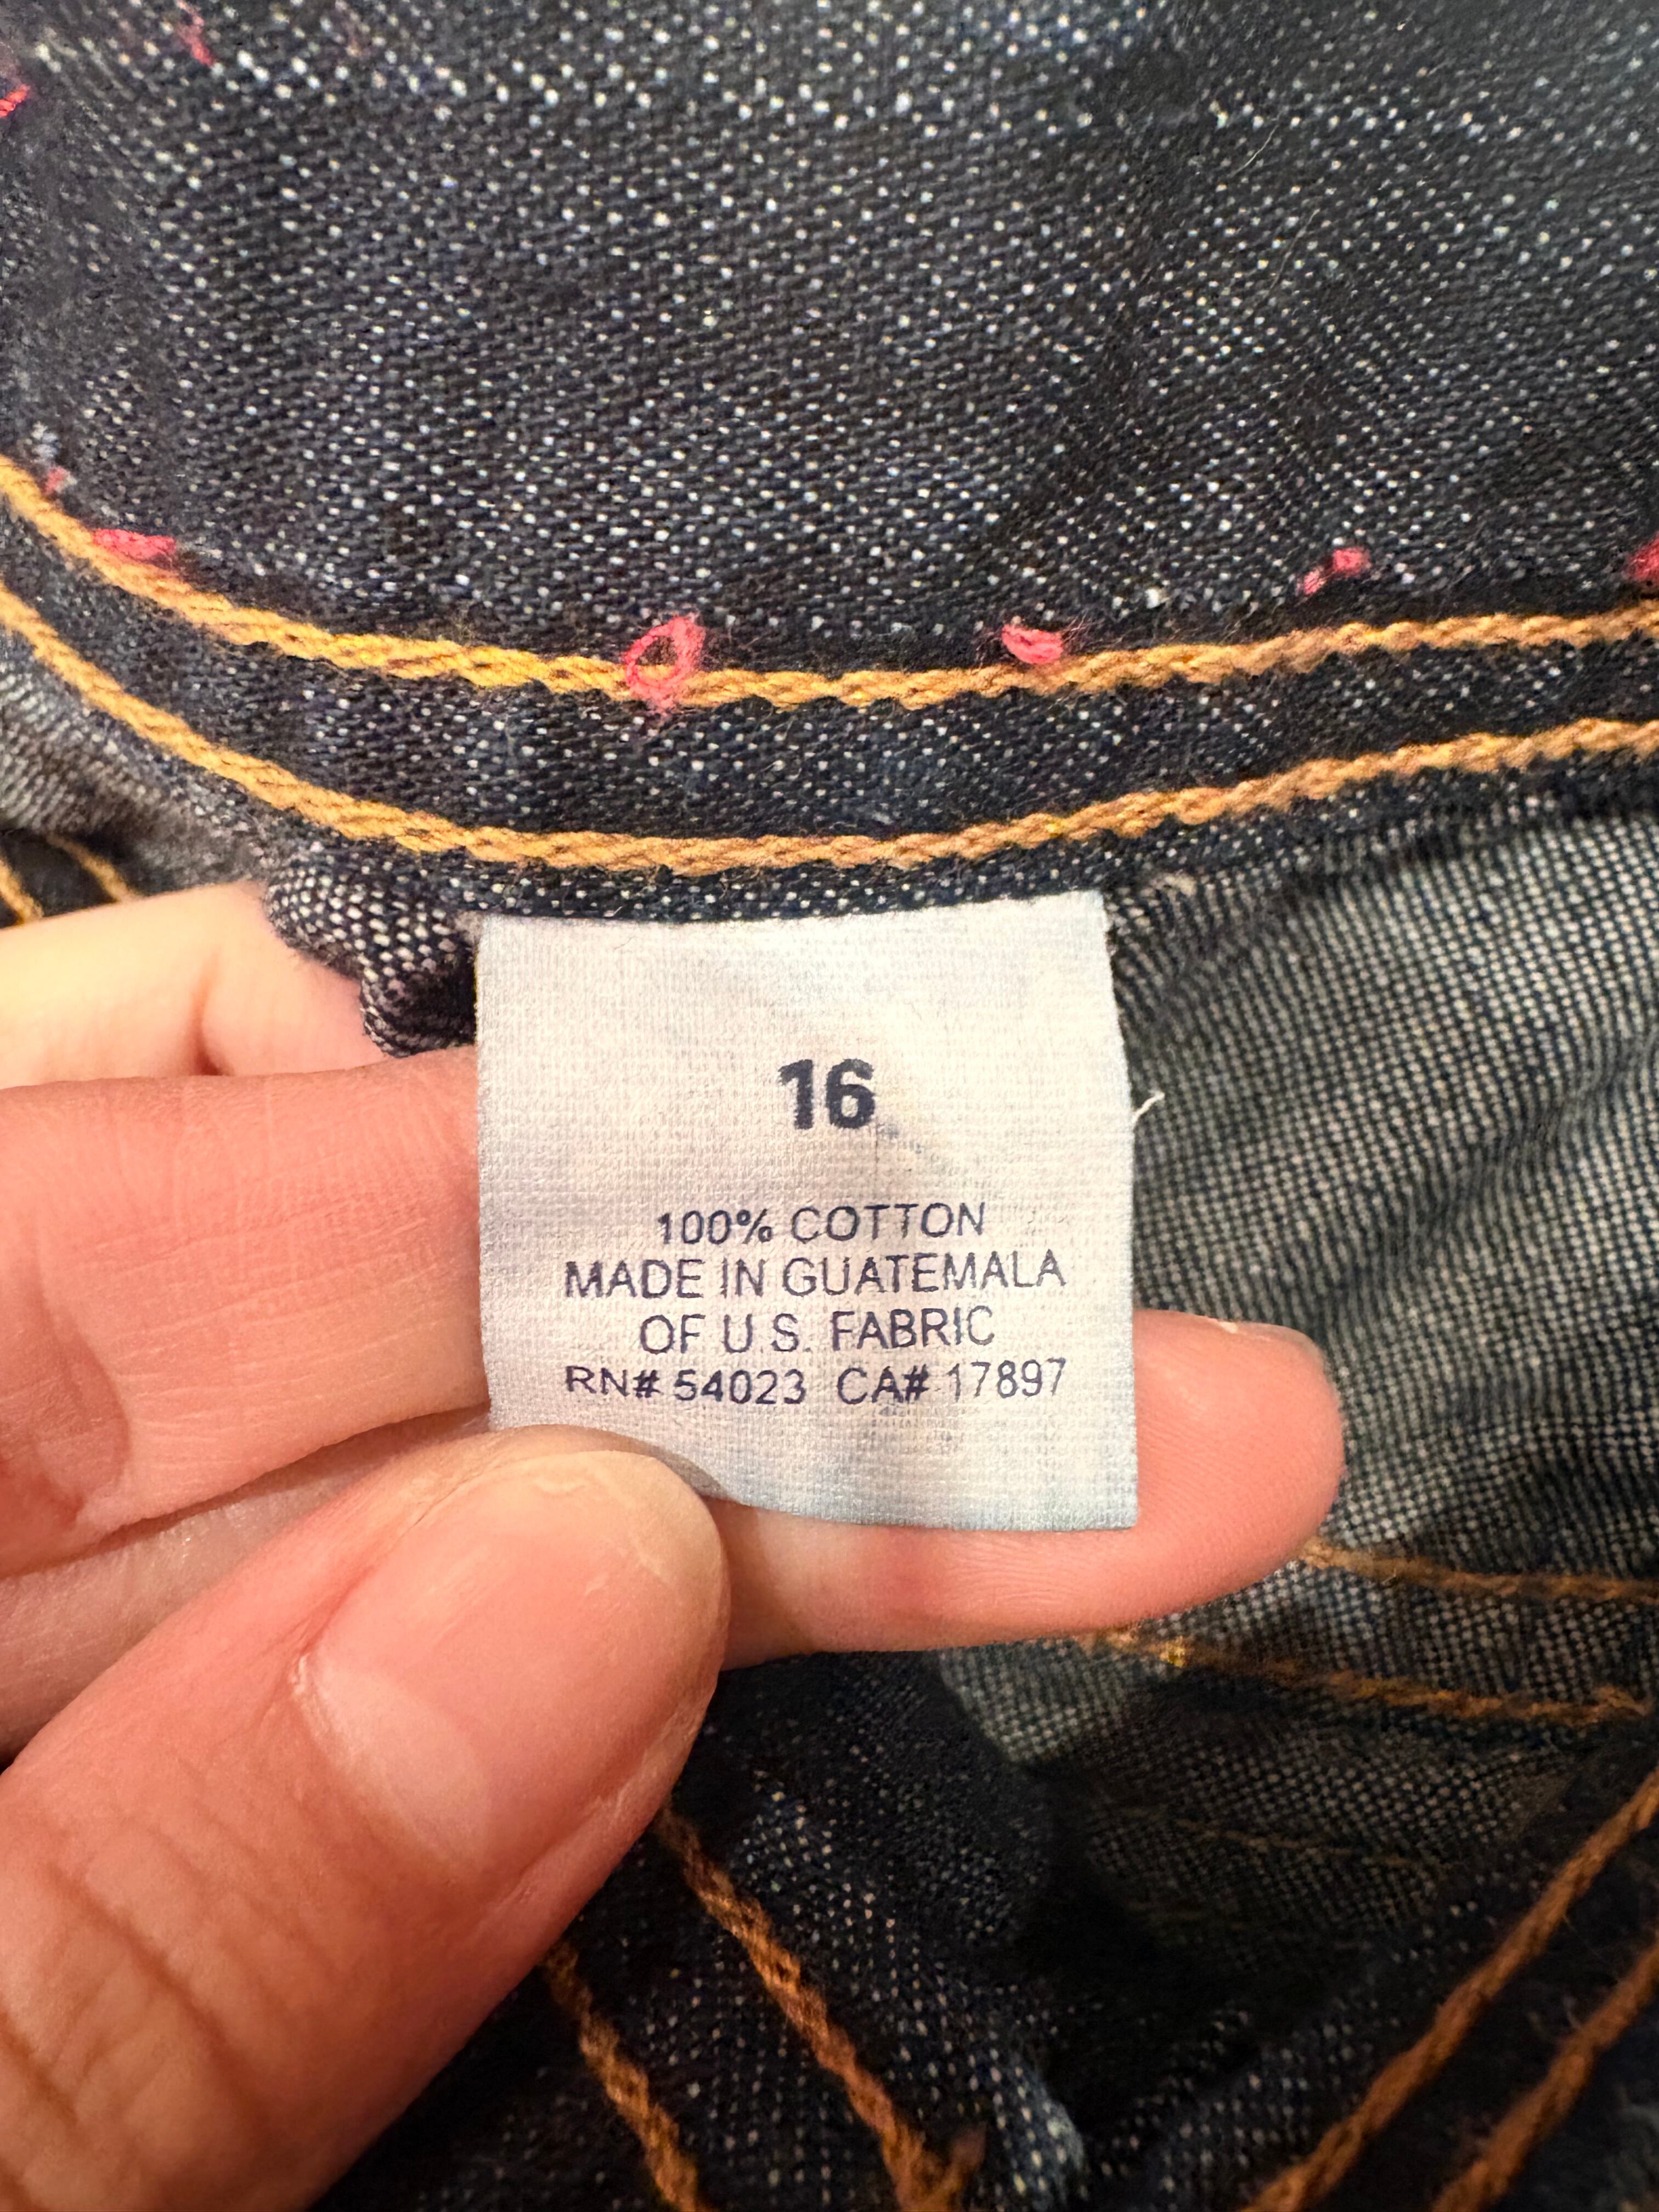 16
100% COTTON
MADE IN GUATEMALA
OF U.S. FABRIC
RN# 54023 CA# 17897